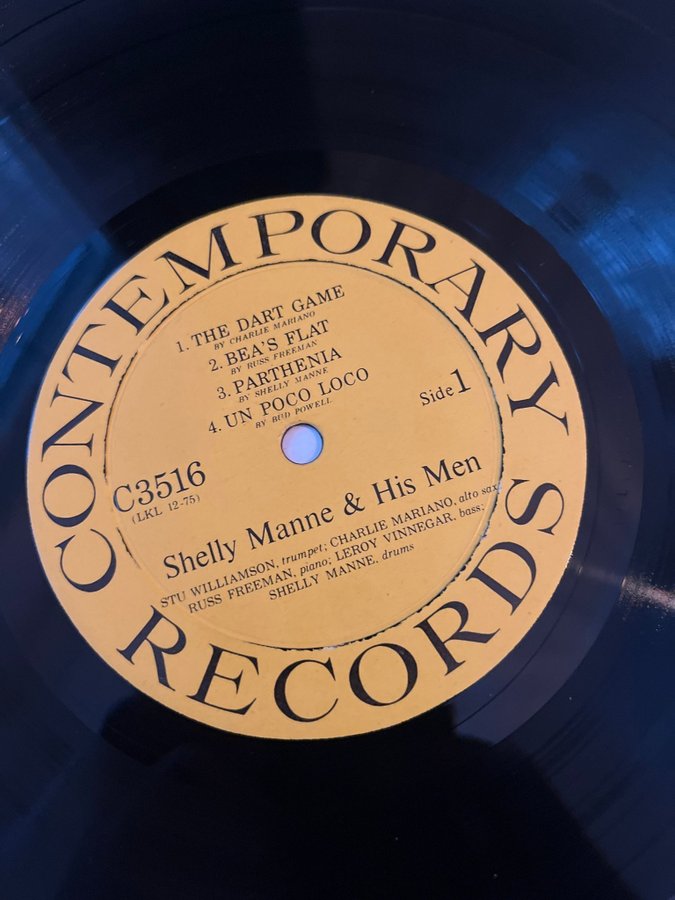 CONTEMPORARY
1. THE DART GAME
BY CHARLIE MARIANO
2. BEA'S FLAT
BY RUSS FREEMAN
3. PARTHENIA
BY SHELLY MANNE
4. UN POCO LOCO
BY BUD POWELL
Side 1
C3516
(LKL 12-75)
Shelly Manne & His Men
STU WILLIAMSON, trumpet; CHARLIE MARIANO, alto sax;
RUSS FREEMAN, piano; LEROY VINNEGAR, bass;
SHELLY MANNE, drums
RECORDS